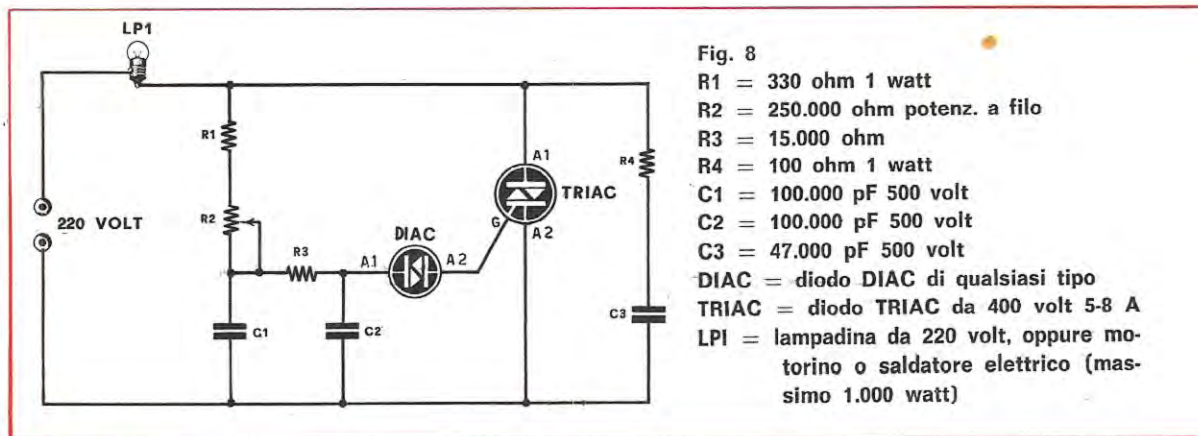 LP1
220 VOLT
R1
R2
R3
C1
C2
A1
DIAC
A2
G
A1
TRIAC
A2
R4
C3
Fig. 8
R1 = 330 ohm 1 watt
R2 = 250.000 ohm potenz. a filo
R3 = 15.000 ohm
R4 = 100 ohm 1 watt
C1 = 100.000 pF 500 volt
C2 = 100.000 pF 500 volt
C3 = 47.000 pF 500 volt
DIAC = diodo DIAC di qualsiasi tipo
TRIAC = diodo TRIAC da 400 volt 5-8 A
LPI = lampadina da 220 volt, oppure mo-
torino o saldatore elettrico (mas-
simo 1.000 watt)